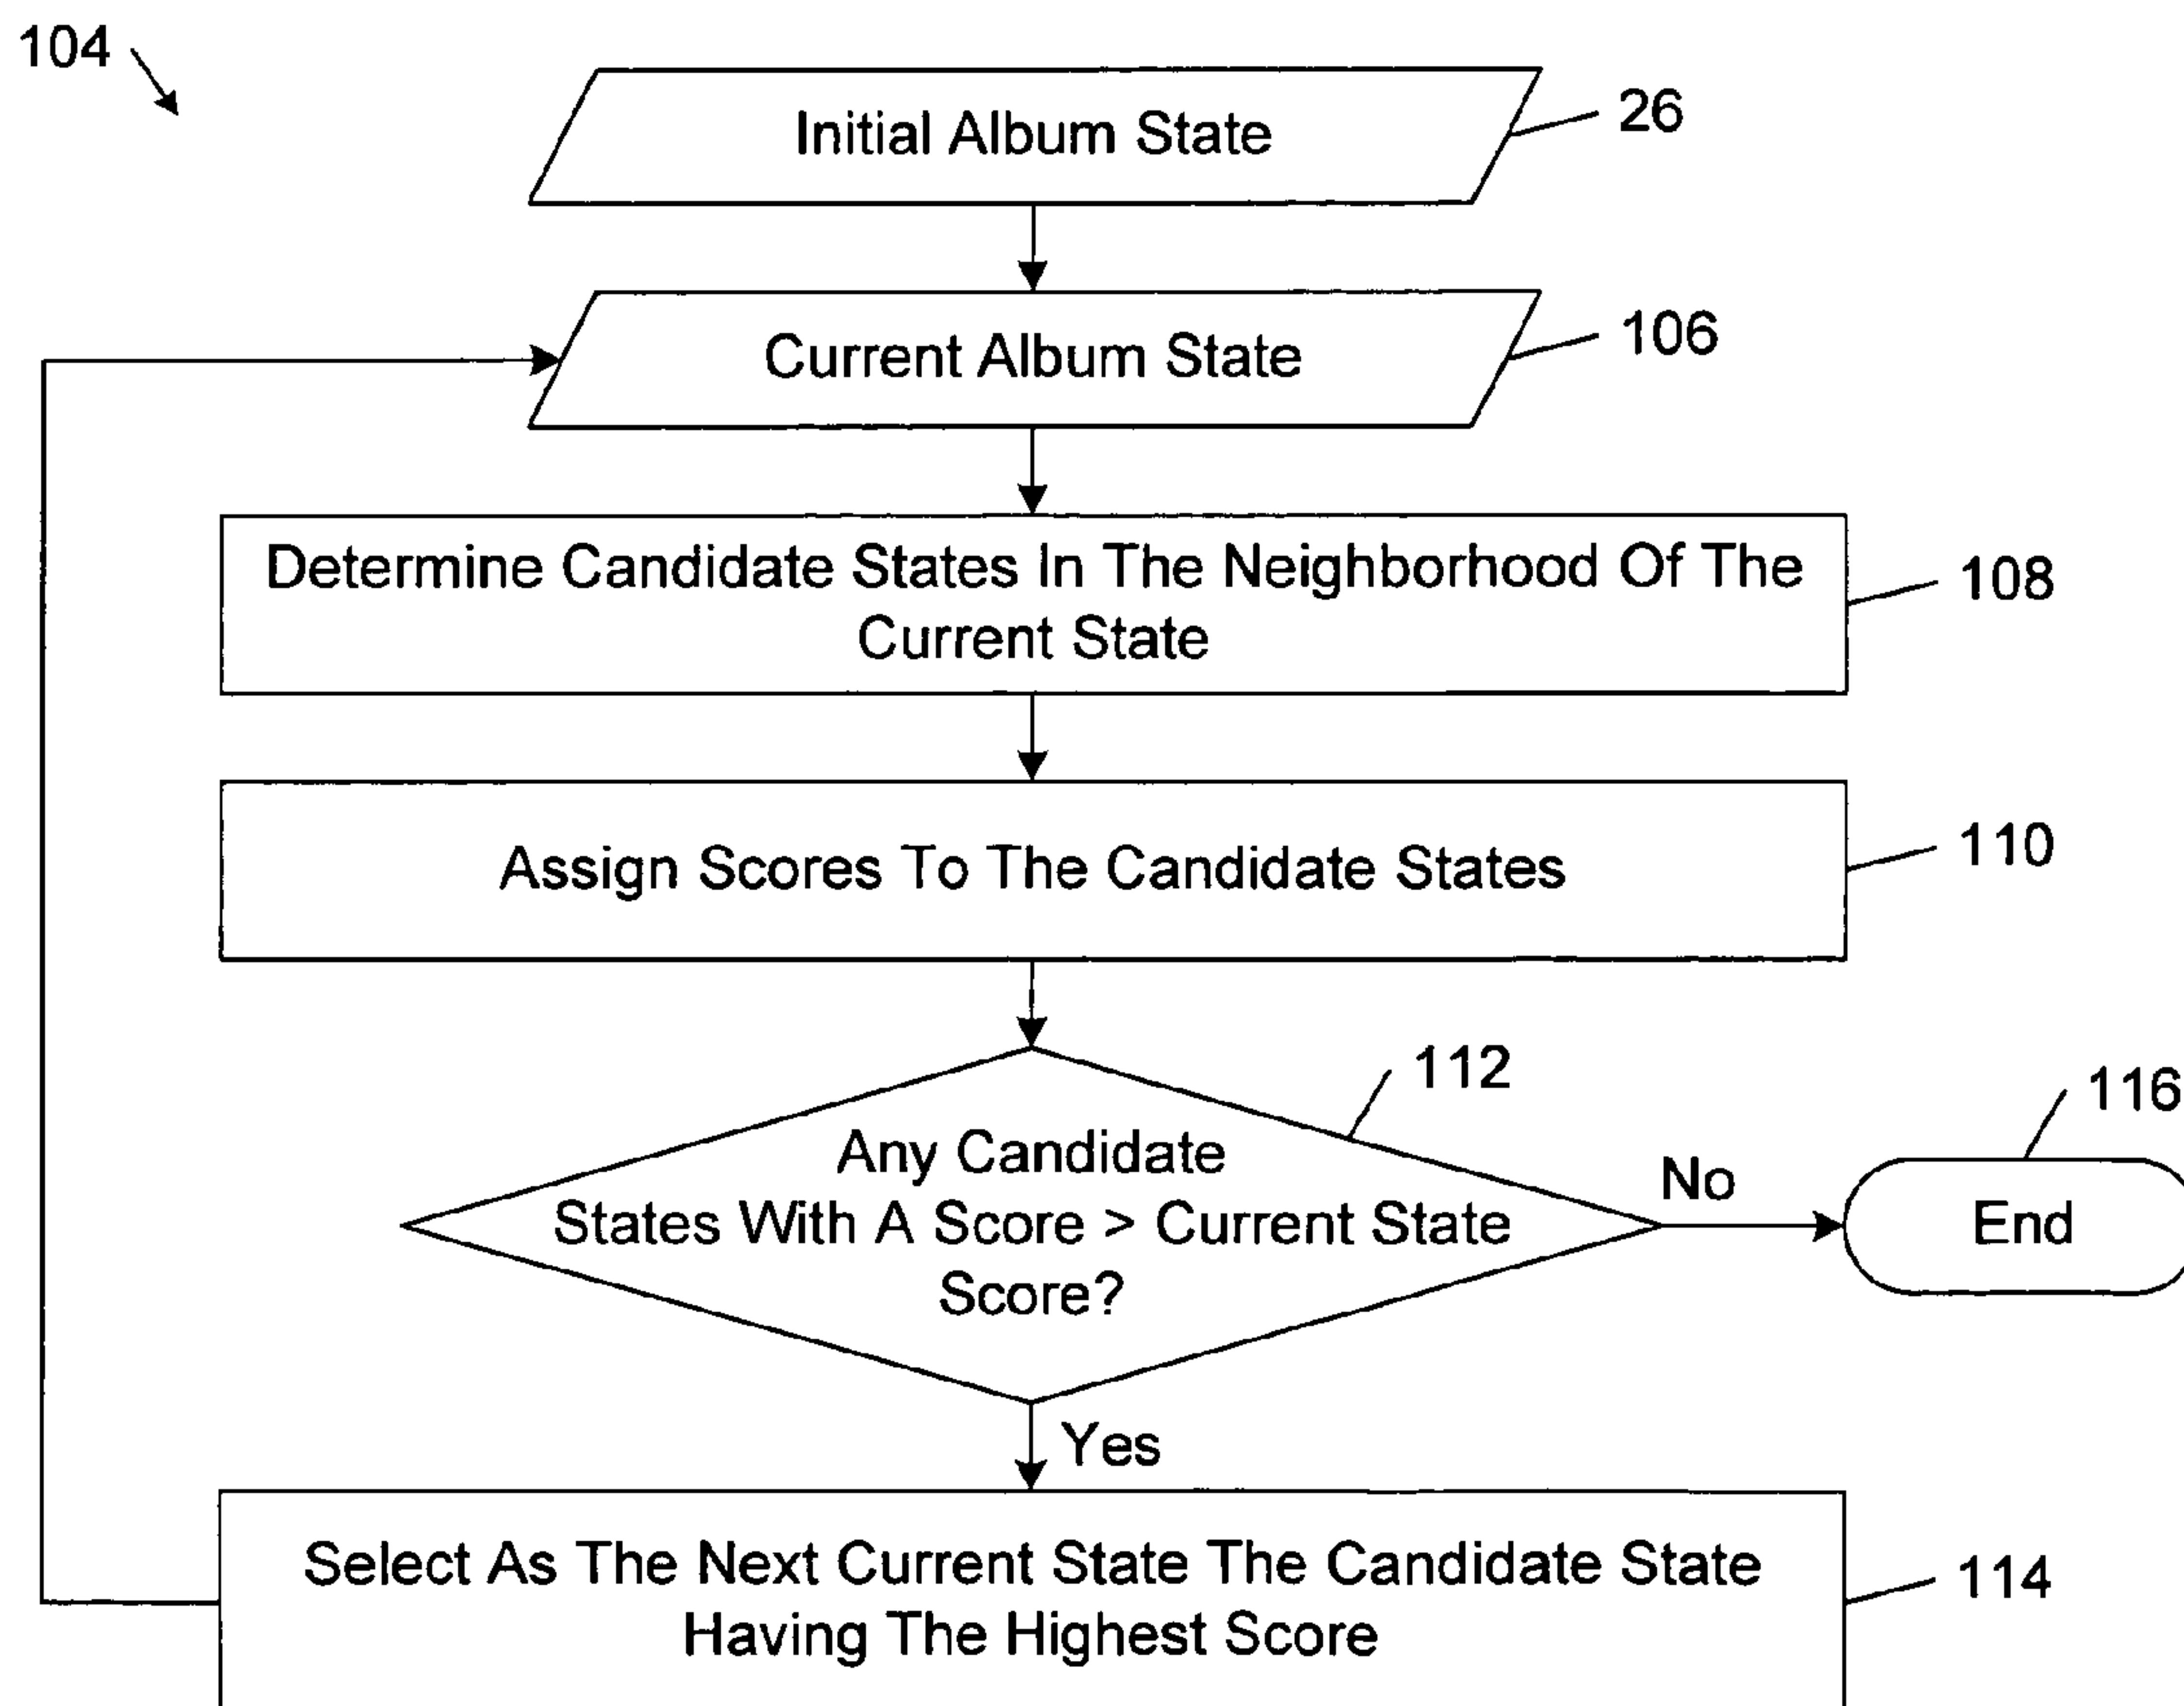 104
Initial Album State
26
Current Album State
106
Determine Candidate States In The Neighborhood Of The
Current State
108
Assign Scores To The Candidate States
110
Any Candidate
States With A Score > Current State
Score?
112
No
End
116
Yes
Select As The Next Current State The Candidate State
Having The Highest Score
114